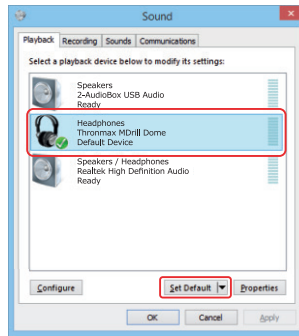 Sound
Playback Recording Sounds Communications
Select a playback device below to modify its settings:
Speakers
2-AudioBox USB Audio
Ready
Headphones
Thronmax MDrill Dome
Default Device
Speakers / Headphones
Realtek High Definition Audio
Ready
Configure Set Default Properties
OK Cancel Apply